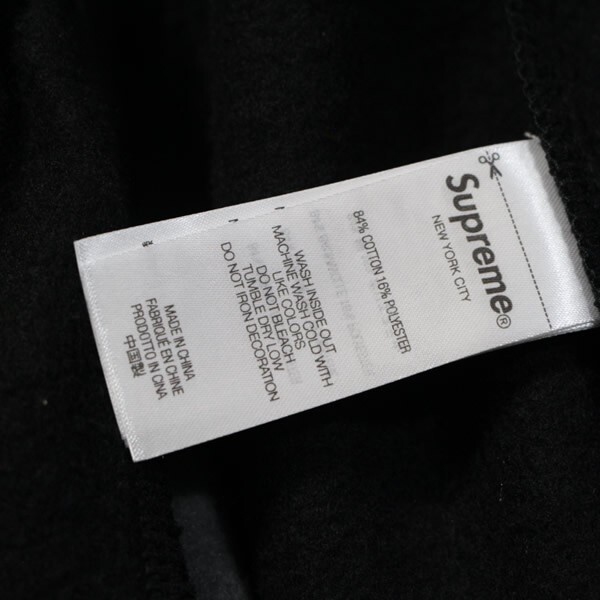 Supreme®
NEW YORK CITY
84% COTTON 16% POLYESTER
WASH INSIDE OUT
MACHINE WASH COLD WITH
LIKE COLORS
DO NOT BLEACH
TUMBLE DRY LOW
DO NOT IRON DECORATION
MADE IN CHINA
FABRIQUÉ EN CHINE
PRODOTTO IN CINA
中国製